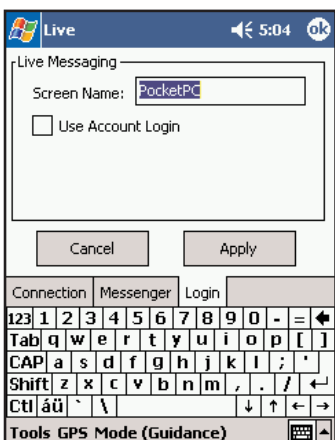 Live 5:04 ok
Live Messaging
Screen Name: PocketPC
Use Account Login
Cancel Apply
Connection Messenger Login
123 1 2 3 4 5 6 7 8 9 0 - =
Tab q w e r t y u i o p [ ]
CAP a s d f g h j k l ; '
Shift z x c v b n m , . /
Ctl áü ` \
Tools GPS Mode (Guidance)